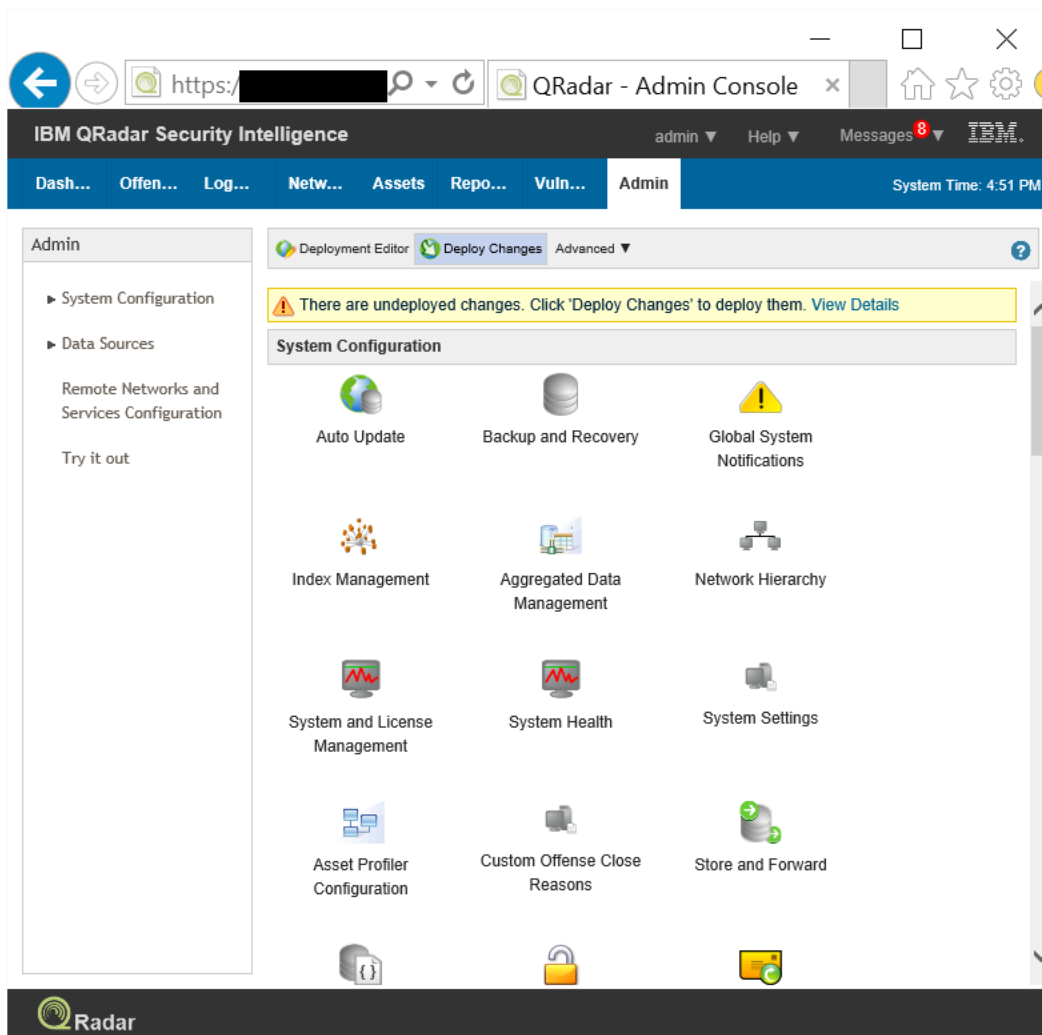 https:/
QRadar - Admin Console
IBM QRadar Security Intelligence
admin ▼ Help ▼ Messages 8 ▼ IBM.
Dash... Offen... Log... Netw... Assets Repo... Vuln... Admin System Time: 4:51 PM
Admin
System Configuration
Data Sources
Remote Networks and
Services Configuration
Try it out
Deployment Editor Deploy Changes Advanced ▼ ?
There are undeployed changes. Click 'Deploy Changes' to deploy them. View Details
System Configuration
Auto Update
Backup and Recovery
Global System
Notifications
Index Management
Aggregated Data
Management
Network Hierarchy
System and License
Management
System Health
System Settings
Asset Profiler
Configuration
Custom Offense Close
Reasons
Store and Forward
{}
QRadar